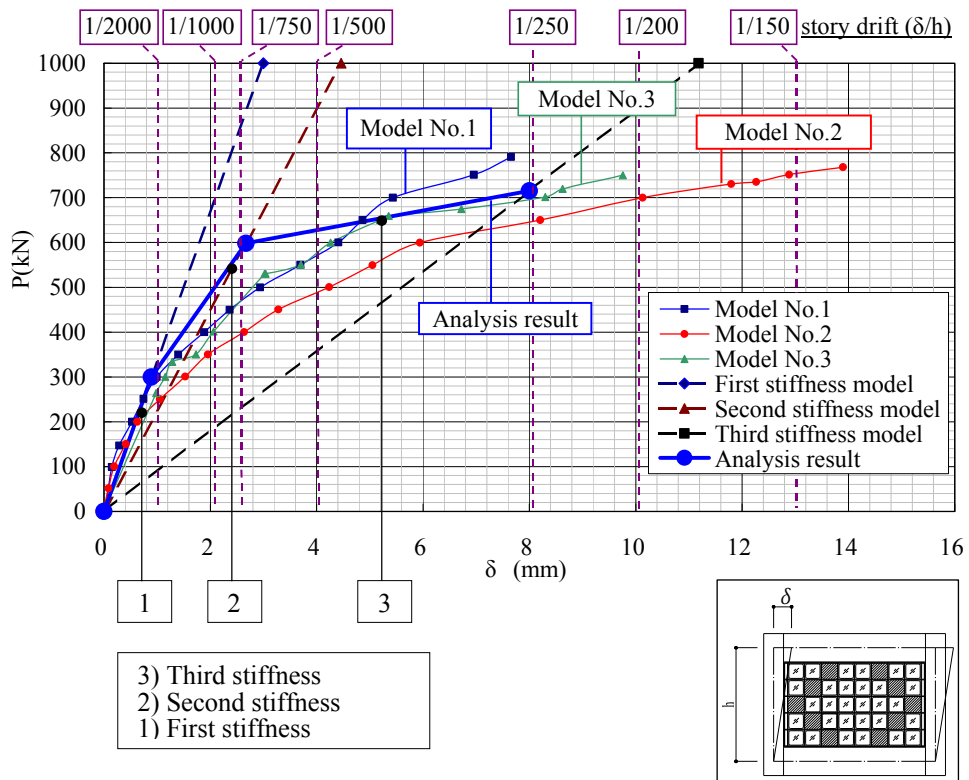 1/2000 1/1000 1/750 1/500 1/250 1/200 1/150 story drift (δ/h)
1000
900
800
700
600
500
400
300
200
100
0
P(kN)
Model No.1
Model No.3
Model No.2
Analysis result
Model No.1
Model No.2
Model No.3
First stiffness model
Second stiffness model
Third stiffness model
Analysis result
0 2 4 6 8 10 12 14 16
δ (mm)
1 2 3
3) Third stiffness
2) Second stiffness
1) First stiffness
δ
h